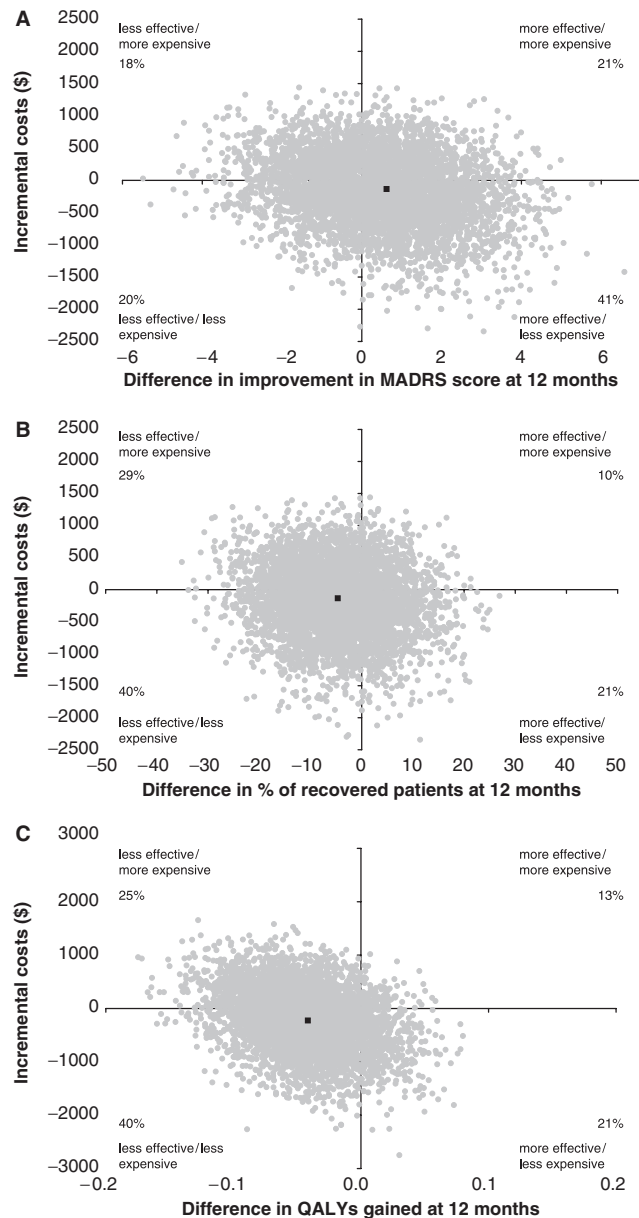 A
less effective/
more expensive
18%
more effective/
more expensive
21%
2500
2000
1500
1000
500
0
−500
−1000
−1500
−2000
−2500
Incremental costs ($)
20%
less effective/less
expensive
41%
more effective/
less expensive
−6 −4 −2 0 2 4 6
Difference in improvement in MADRS score at 12 months
B
less effective/
more expensive
29%
more effective/
more expensive
10%
2500
2000
1500
1000
500
0
−500
−1000
−1500
−2000
−2500
Incremental costs ($)
40%
less effective/less
expensive
21%
more effective/
less expensive
−50 −40 −30 −20 −10 0 10 20 30 40 50
Difference in % of recovered patients at 12 months
C
less effective/
more expensive
25%
more effective/
more expensive
13%
3000
2000
1000
0
−1000
−2000
−3000
Incremental costs ($)
40%
less effective/less
expensive
21%
more effective/
less expensive
−0.2 −0.1 0.0 0.1 0.2
Difference in QALYs gained at 12 months